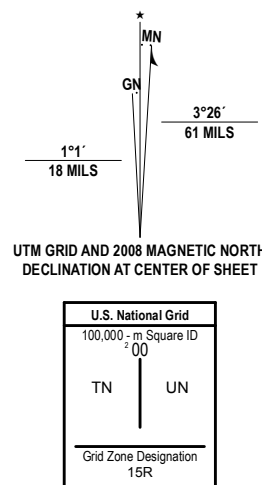 MN
GN
3°26´
61 MILS
1°1´
18 MILS
UTM GRID AND 2008 MAGNETIC NORTH
DECLINATION AT CENTER OF SHEET
U.S. National Grid
100,000 - m Square ID
²00
TN UN
Grid Zone Designation
15R